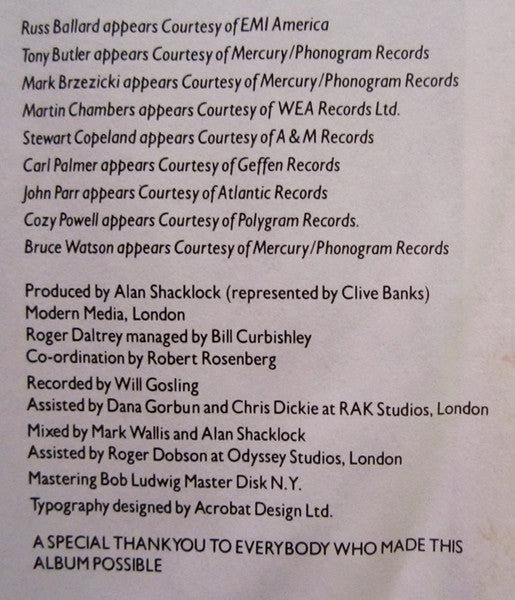 Russ Ballard appears Courtesy of EMI America
Tony Butler appears Courtesy of Mercury/Phonogram Records
Mark Brzezicki appears Courtesy of Mercury/Phonogram Records
Martin Chambers appears Courtesy of WEA Records Ltd.
Stewart Copeland appears Courtesy of A & M Records
Carl Palmer appears Courtesy of Geffen Records
John Parr appears Courtesy of Atlantic Records
Cozy Powell appears Courtesy of Polygram Records.
Bruce Watson appears Courtesy of Mercury/Phonogram Records
Produced by Alan Shacklock (represented by Clive Banks)
Modern Media, London
Roger Daltrey managed by Bill Curbishley
Co-ordination by Robert Rosenberg
Recorded by Will Gosling
Assisted by Dana Gorbun and Chris Dickie at RAK Studios, London
Mixed by Mark Wallis and Alan Shacklock
Assisted by Roger Dobson at Odyssey Studios, London
Mastering Bob Ludwig Master Disk N.Y.
Typography designed by Acrobat Design Ltd.
A SPECIAL THANKYOU TO EVERYBODY WHO MADE THIS
ALBUM POSSIBLE